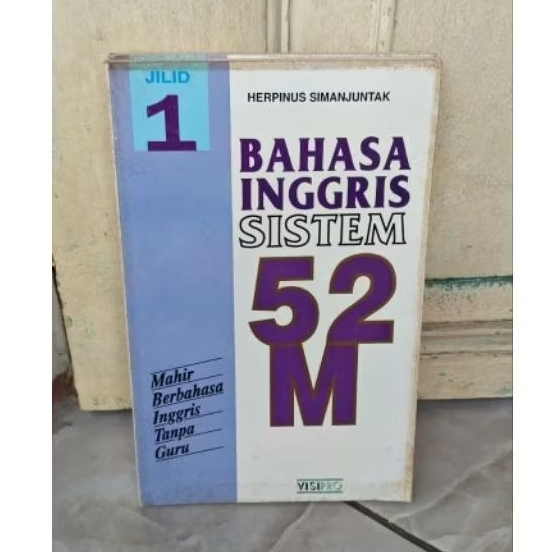 JILID
1
HERPINUS SIMANJUNTAK
BAHASA
INGGRIS
SISTEM
52
M
Mahir
Berbahasa
Inggris
Tanpa
Guru
VISIPRO